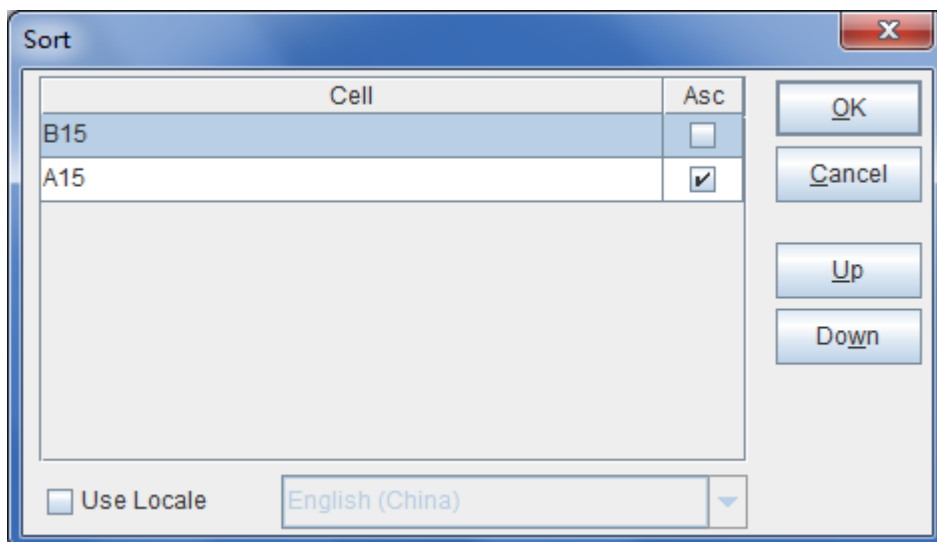 Sort
Cell Asc
B15
A15
OK
Cancel
Up
Down
Use Locale English (China)